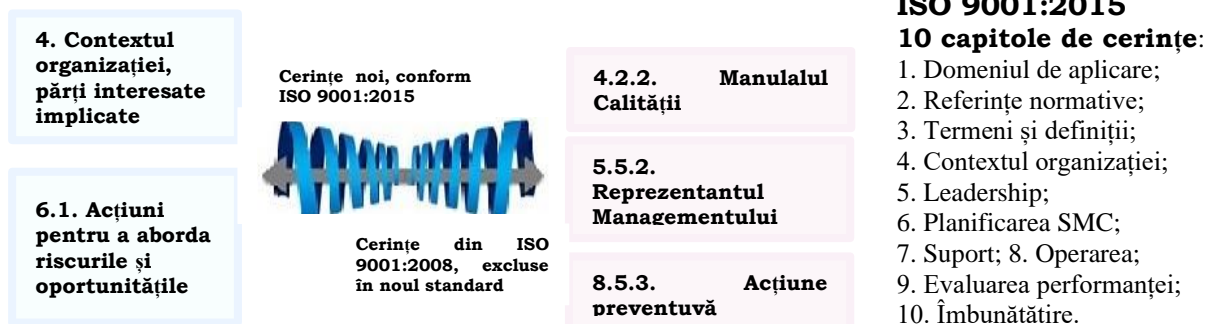 4. Contextul
organizației,
părți interesate
implicate
6.1. Acțiuni
pentru a aborda
riscurile și
oportunitățile
Cerințe noi, conform
ISO 9001:2015
Cerințe din ISO
9001:2008, excluse
în noul standard
4.2.2. Manulalul
Calității
5.5.2.
Reprezentantul
Managementului
8.5.3. Acțiune
preventuvă
ISO 9001:2015
10 capitole de cerințe:
1. Domeniul de aplicare;
2. Referințe normative;
3. Termeni și definiții;
4. Contextul organizației;
5. Leadership;
6. Planificarea SMC;
7. Suport; 8. Operarea;
9. Evaluarea performanței;
10. Îmbunătățire.